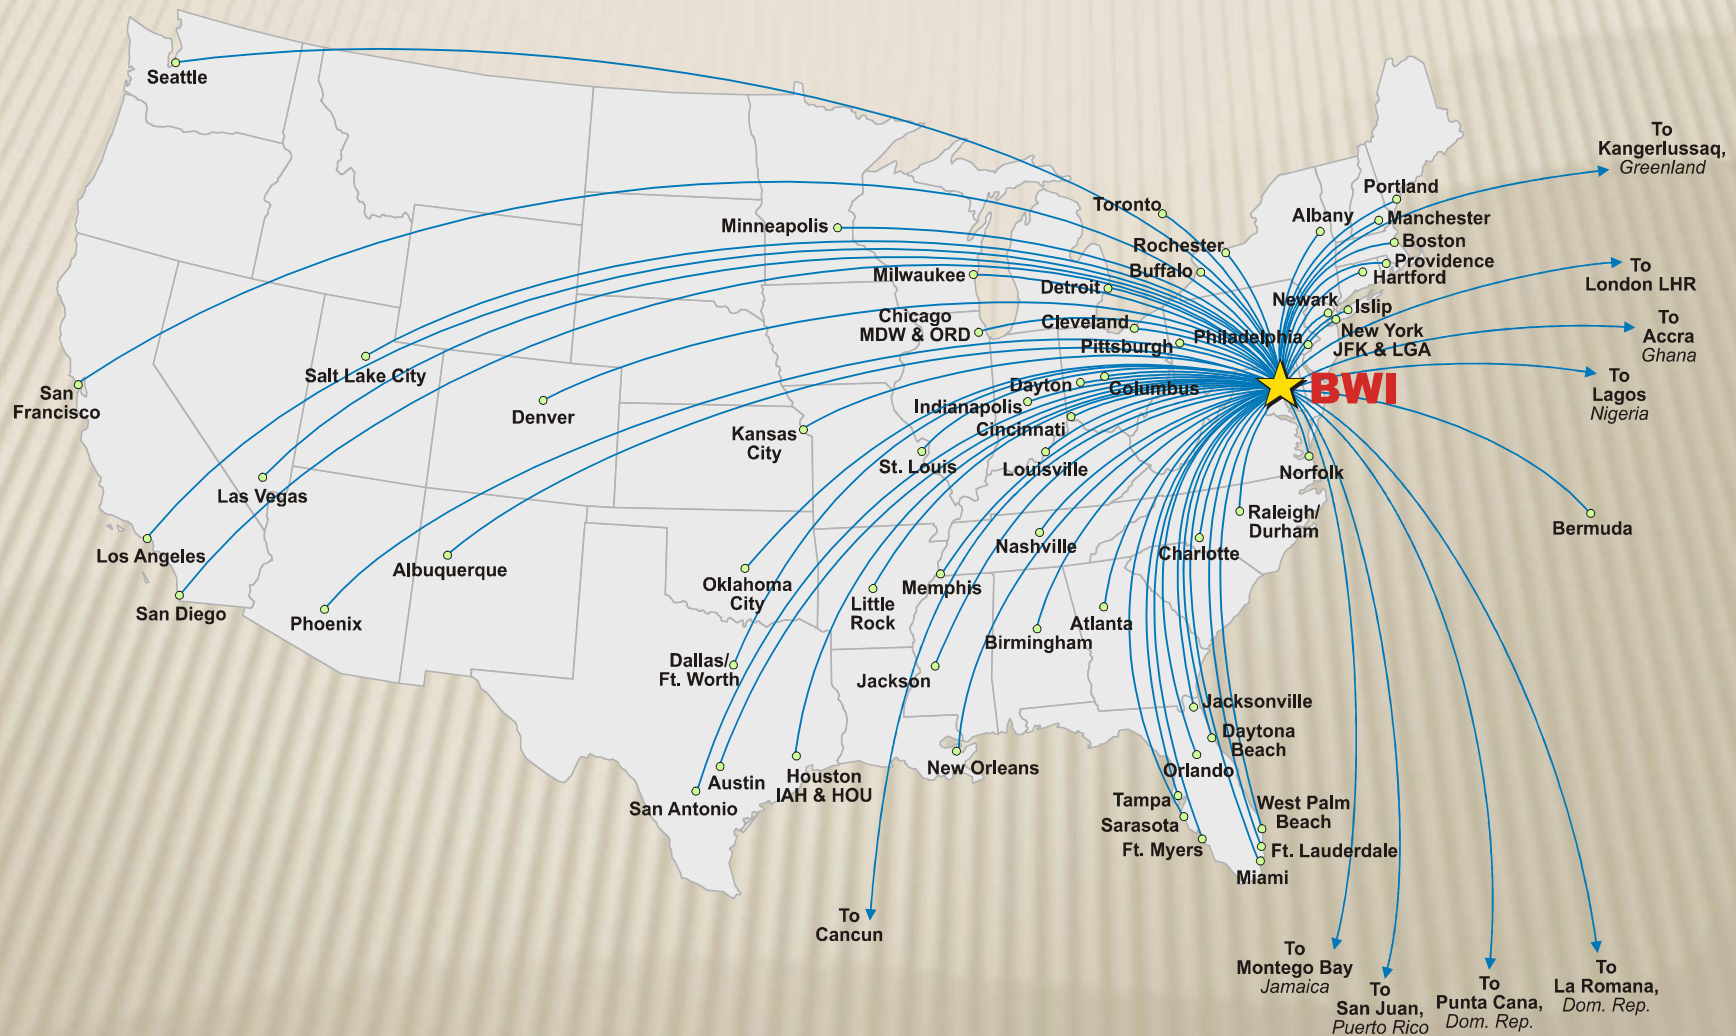 Seattle
To
Kangerlussaq,
Greenland
Portland
Toronto
Albany
Manchester
Minneapolis
Boston
Rochester
Providence
Buffalo
Hartford
Milwaukee
Detroit
To
London LHR
Newark
Islip
Chicago
MDW & ORD
Cleveland
Philadelphia
New York
JFK & LGA
To
Accra
Ghana
Pittsburgh
Salt Lake City
Dayton
Columbus
BWI
To
Lagos
Nigeria
San
Francisco
Denver
Indianapolis
Cincinnati
Kansas
City
St. Louis
Louisville
Norfolk
Las Vegas
Raleigh/
Durham
Bermuda
Los Angeles
Nashville
Charlotte
Albuquerque
Oklahoma
City
Memphis
Little
Rock
San Diego
Phoenix
Atlanta
Birmingham
Dallas/
Ft. Worth
Jackson
Jacksonville
Daytona
Beach
New Orleans
Orlando
Austin
Houston
IAH & HOU
San Antonio
Tampa
West Palm
Beach
Sarasota
Ft. Myers
Ft. Lauderdale
Miami
To
Cancun
To
Montego Bay
Jamaica
To
San Juan,
Puerto Rico
To
Punta Cana,
Dom. Rep.
To
La Romana,
Dom. Rep.